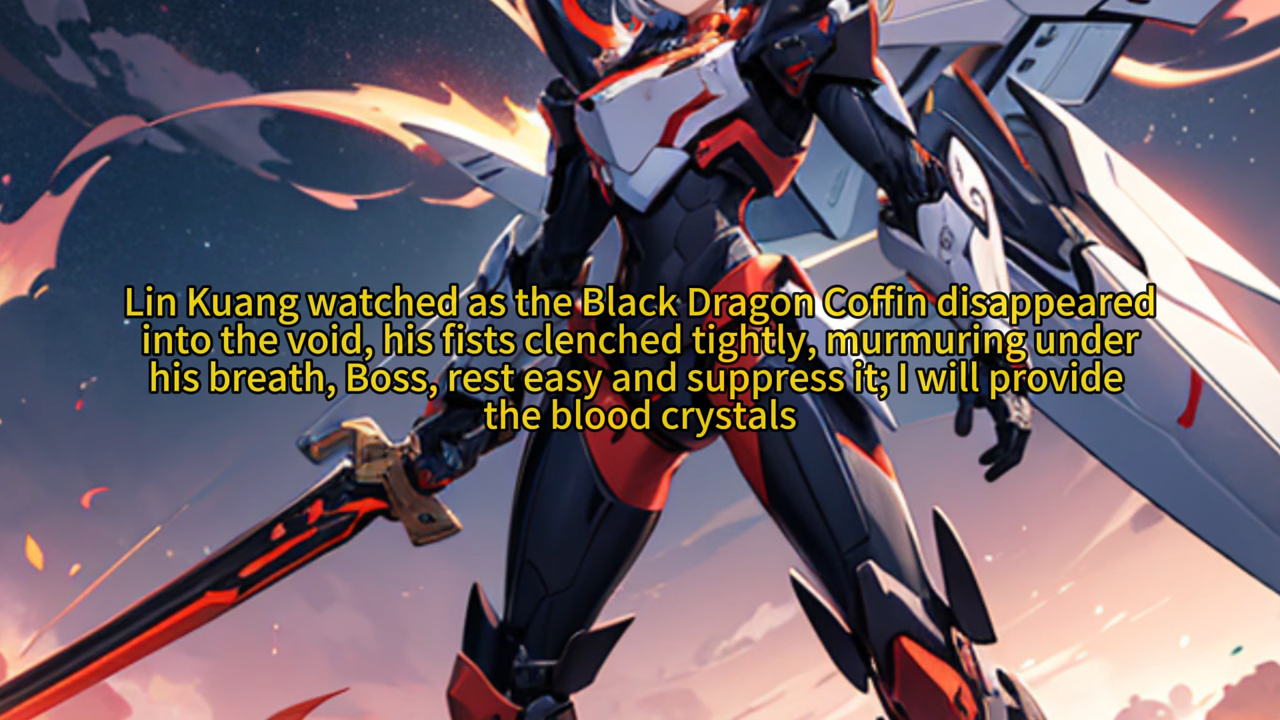 Lin Kuang watched as the Black Dragon Coffin disappeared
into the void, his fists clenched tightly, murmuring under
his breath, Boss, rest easy and suppress it; I will provide
the blood crystals